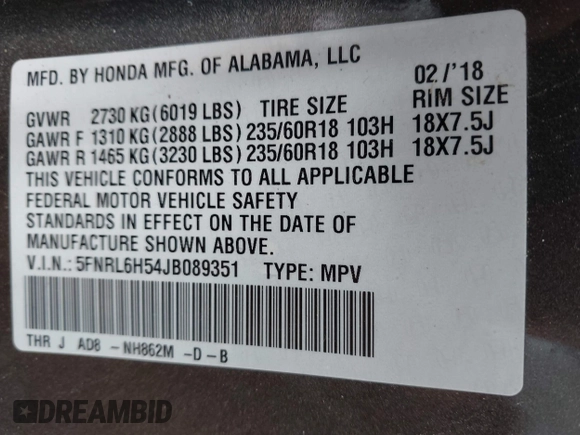 MFD. BY HONDA MFG. OF ALABAMA, LLC 02/'18
GVWR 2730 KG(6019 LBS) TIRE SIZE RIM SIZE
GAWR F 1310 KG(2888 LBS)235/60R18 103H 18X7.5J
GAWR R 1465 KG(3230 LBS)235/60R18 103H 18X7.5J
THIS VEHICLE CONFORMS TO ALL APPLICABLE
FEDERAL MOTOR VEHICLE SAFETY
STANDARDS IN EFFECT ON THE DATE OF
MANUFACTURE SHOWN ABOVE.
V.I.N.: 5FNRL6H54JB089351 TYPE: MPV
THR J AD8 - NH862M -D-B
DREAMBID